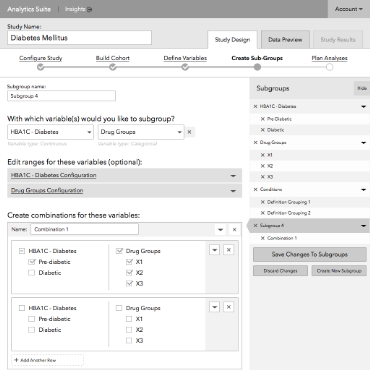 Analytics Suite | Insights
Account
Study Name:
Diabetes Mellitus
Study Design
Data Preview
Study Results
Configure Study
Build Cohort
Define Variables
Create Sub-Groups
Plan Analyses
Subgroup name:
Subgroup 4
With which variable(s) would you like to subgroup?
HBA1C - Diabetes
Drug Groups
Variable type: Continuous
Variable type: Categorical
Edit ranges for these variables (optional):
HBA1C - Diabetes Configuration
Drug Groups Configuration
Create combinations for these variables:
Name: Combination 1
HBA1C - Diabetes
Drug Groups
Pre-diabetic
X1
Diabetic
X2
X3
HBA1C - Diabetes
Drug Groups
Pre-diabetic
X1
Diabetic
X2
X3
+ Add Another Row
Subgroups
Hide
HBA1C - Diabetes
Pre-Diabetic
Diabetic
Drug Groups
X1
X2
X3
Conditions
Definition Grouping 1
Definition Grouping 2
Subgroup 4
Combination 1
Save Changes To Subgroups
Discard Changes
Create New Subgroup